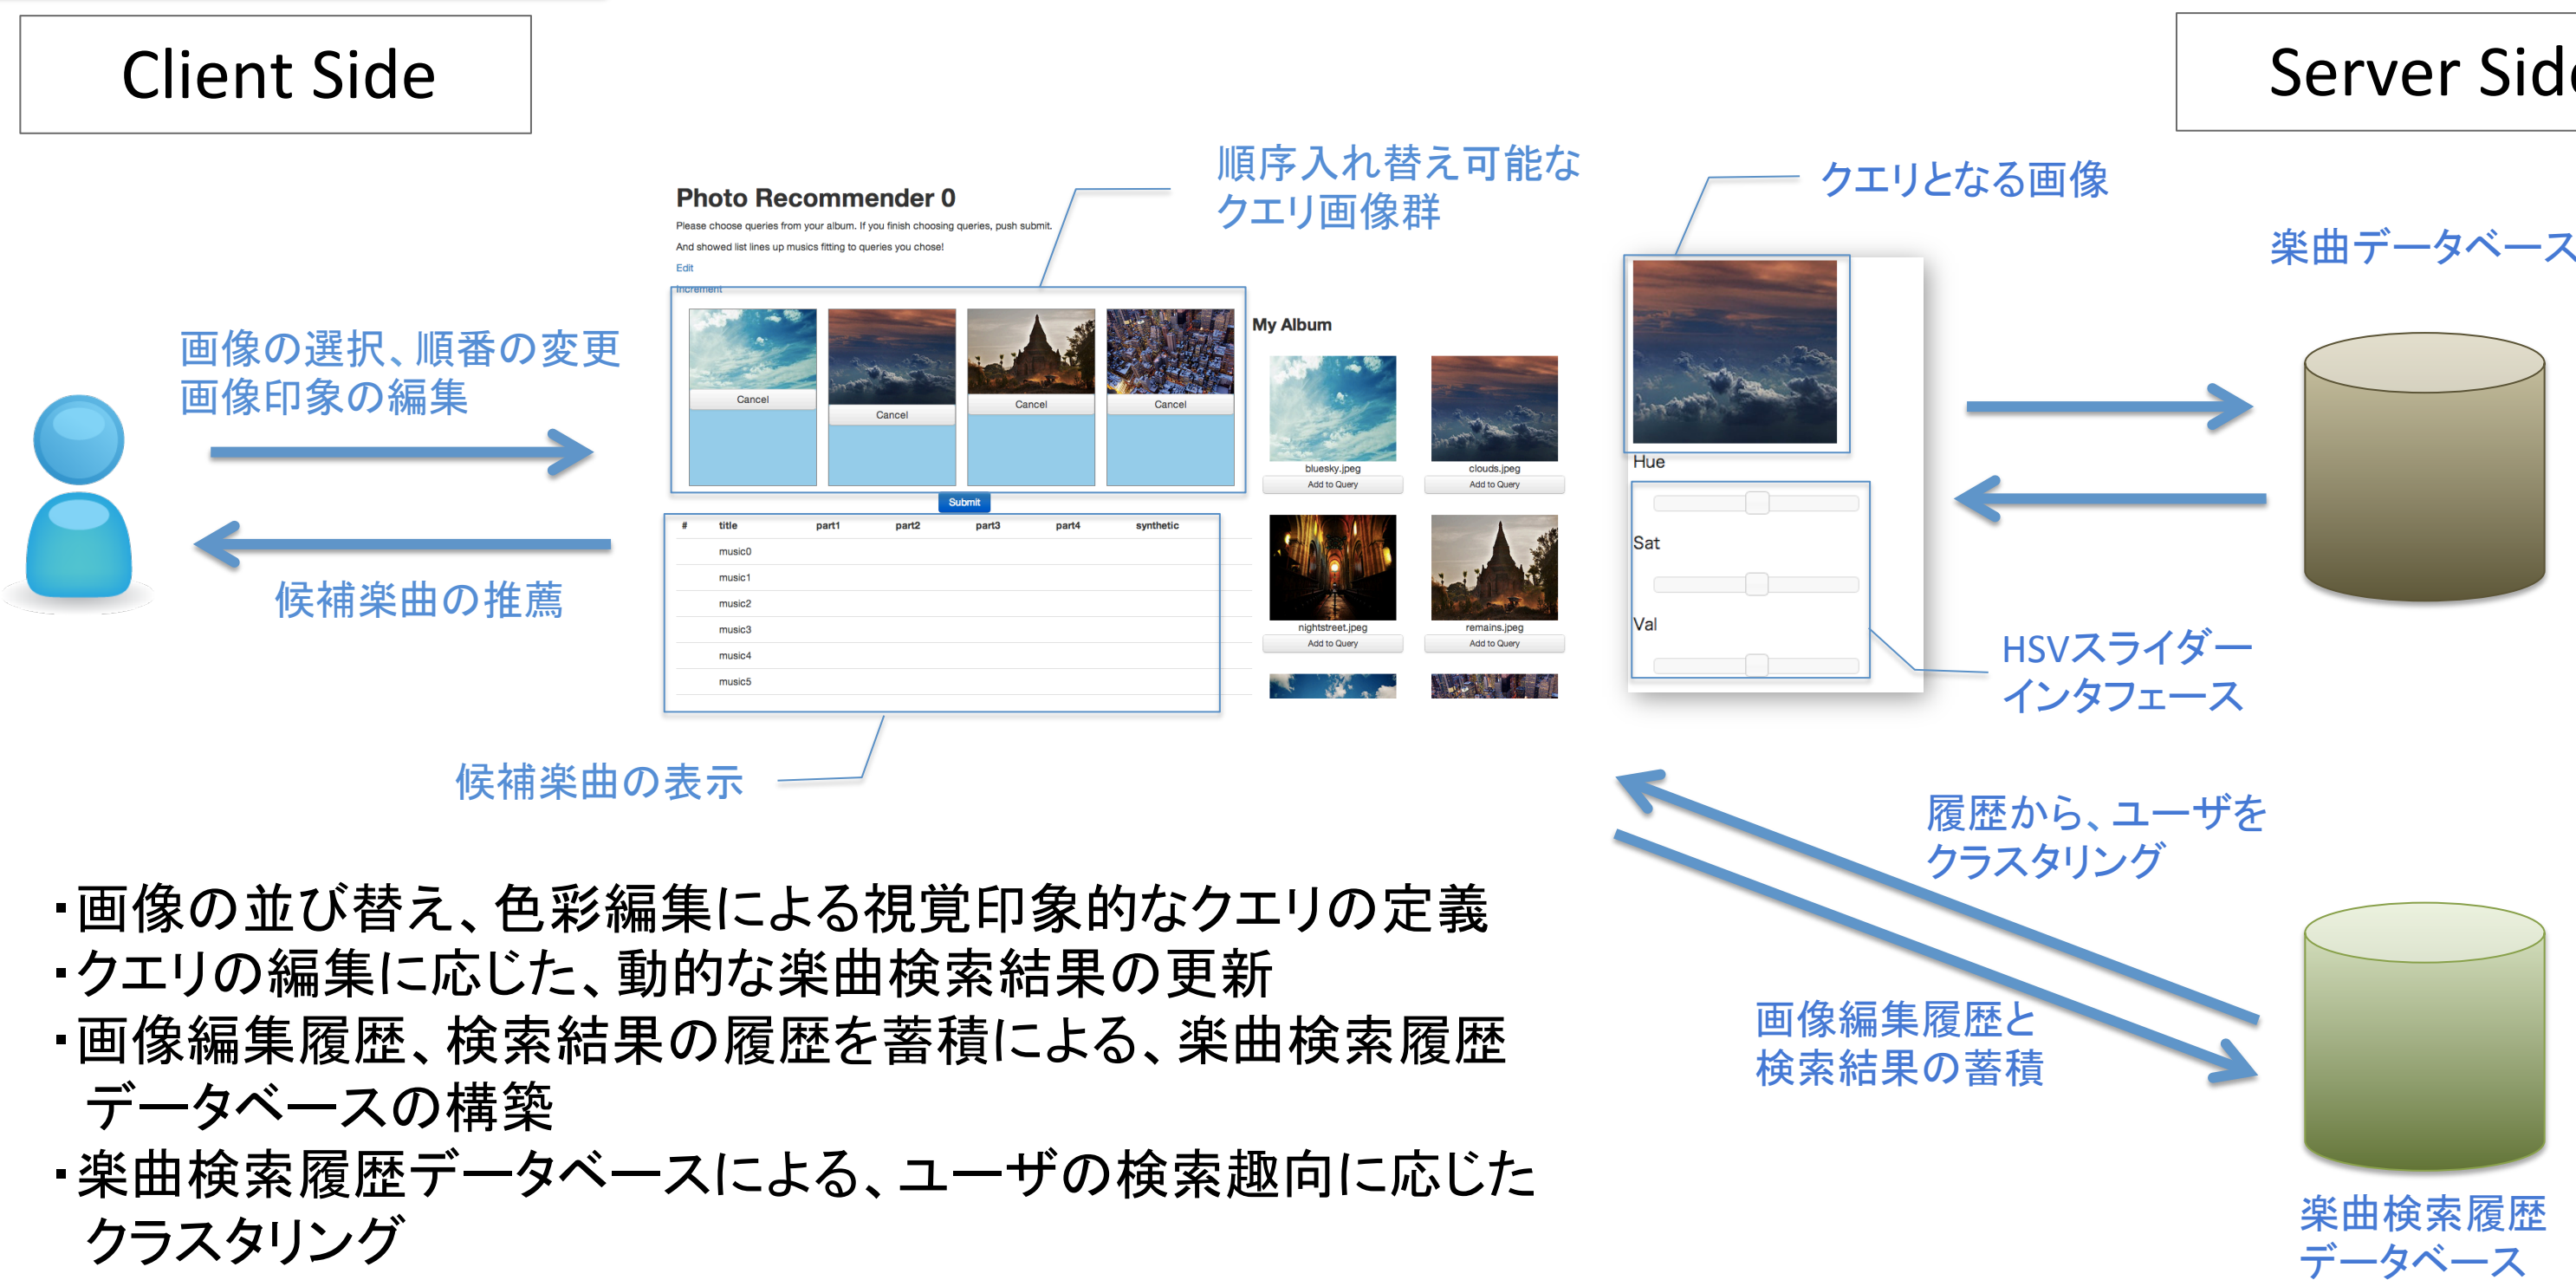 Client Side
Server Side
順序入れ替え可能な
クエリ画像群
クエリとなる画像
楽曲データベース
Photo Recommender 0
Please choose queries from your album. If you finish choosing queries, push submit.
And showed list lines up musics fitting to queries you chose!
Edit
Increment
画像の選択、順番の変更
画像印象の編集
候補楽曲の推薦
Cancel
Cancel
Cancel
Cancel
Submit
# title part1 part2 part3 part4 synthetic
music0
music1
music2
music3
music4
music5
My Album
bluesky.jpeg
Add to Query
clouds.jpeg
Add to Query
nightstreet.jpeg
Add to Query
remains.jpeg
Add to Query
Hue
Sat
Val
HSVスライダー
インタフェース
候補楽曲の表示
履歴から、ユーザを
クラスタリング
画像編集履歴と
検索結果の蓄積
楽曲検索履歴
データベース
・画像の並び替え、色彩編集による視覚印象的なクエリの定義
・クエリの編集に応じた、動的な楽曲検索結果の更新
・画像編集履歴、検索結果の履歴を蓄積による、楽曲検索履歴
データベースの構築
・楽曲検索履歴データベースによる、ユーザの検索趣向に応じた
クラスタリング